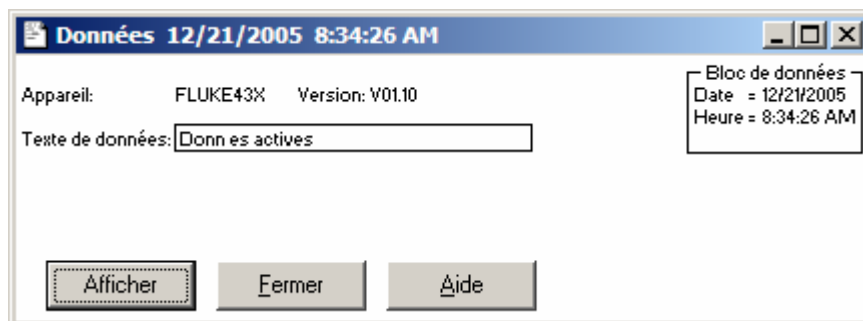 Données 12/21/2005 8:34:26 AM
Appareil: FLUKE43X Version: V01.10
Texte de données: Donn es actives
Bloc de données
Date = 12/21/2005
Heure = 8:34:26 AM
Afficher Fermer Aide